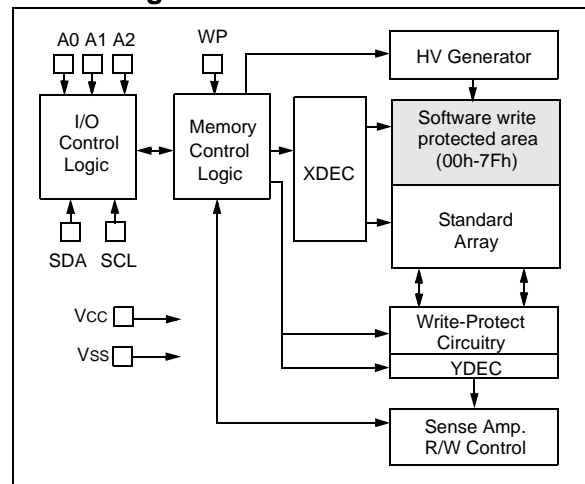 A0 A1 A2
WP
HV Generator
I/O
Control
Logic
Memory
Control
Logic
XDEC
Software write
protected area
(00h-7Fh)
Standard
Array
SDA SCL
VCC
VSS
Write-Protect
Circuitry
YDEC
Sense Amp.
R/W Control